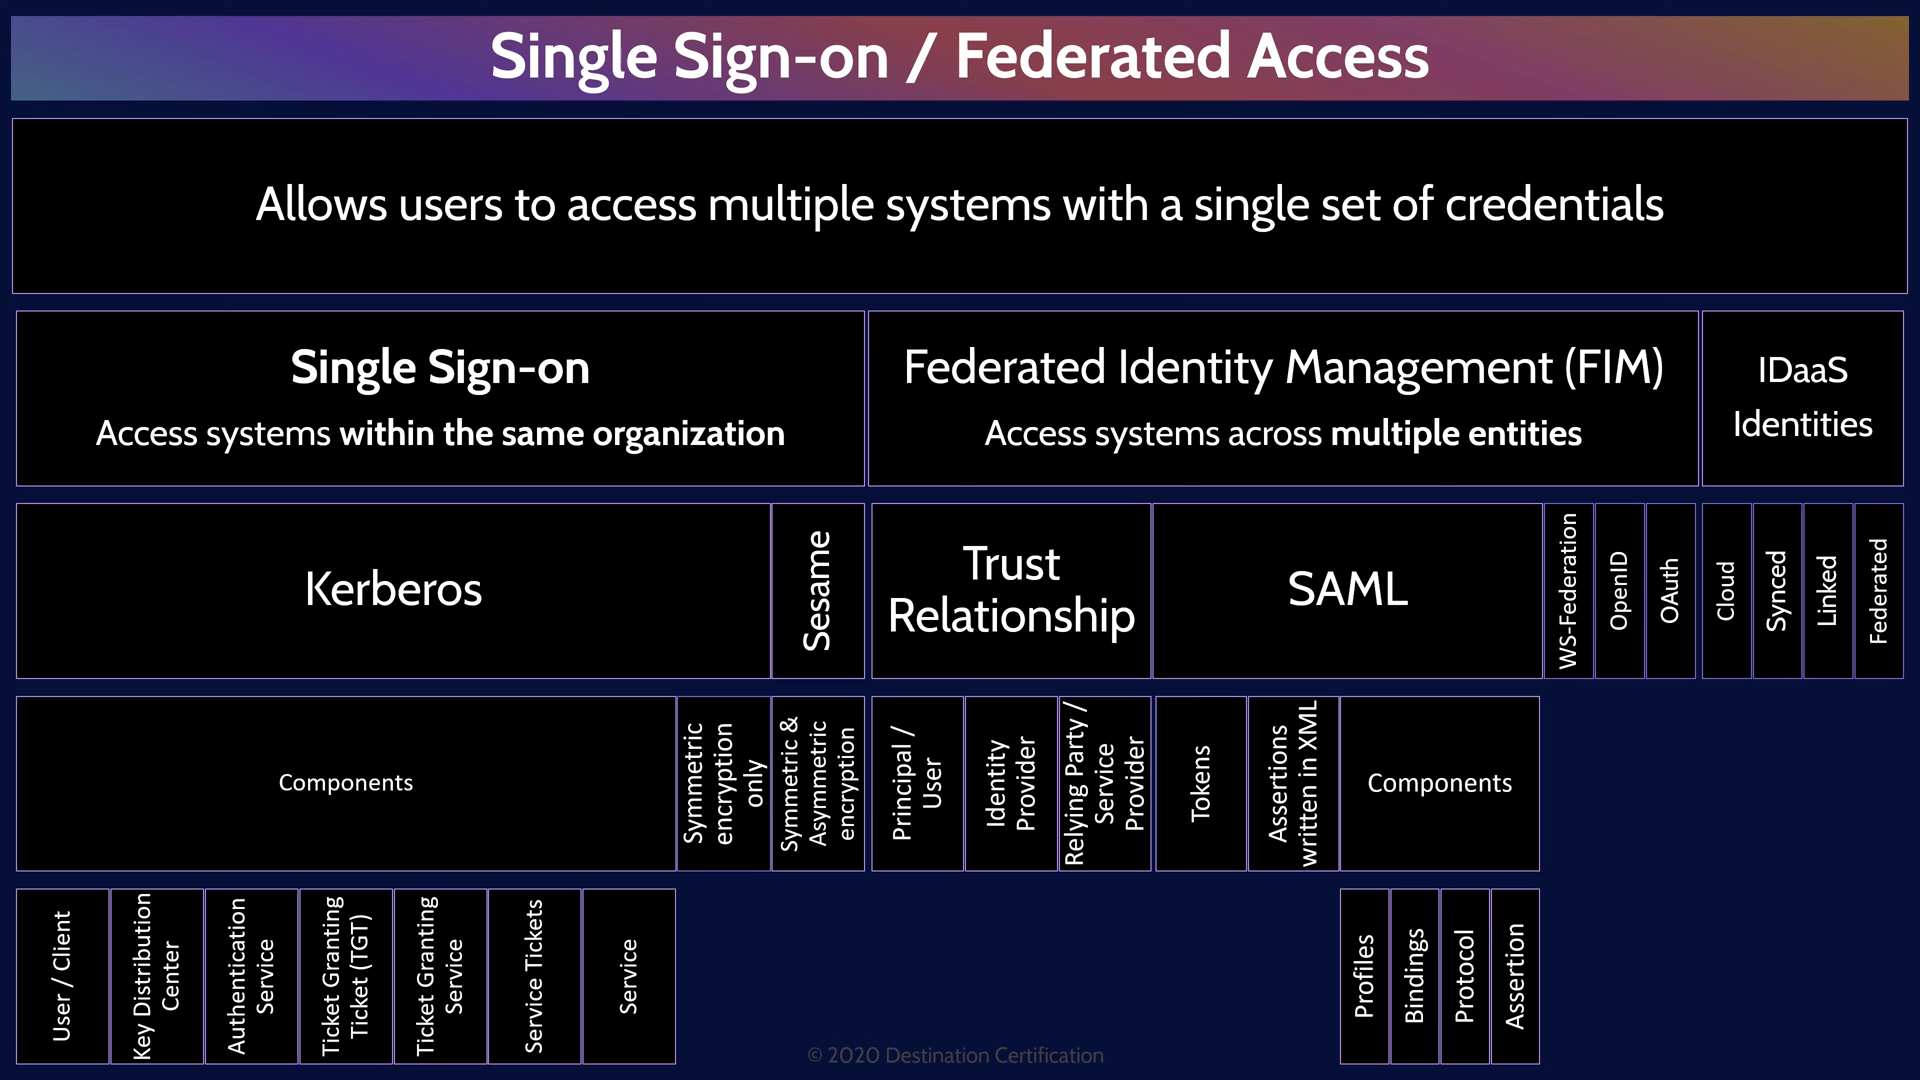 Single Sign-on / Federated Access
Allows users to access multiple systems with a single set of credentials
Single Sign-on
Access systems within the same organization
Federated Identity Management (FIM)
Access systems across multiple entities
IDaaS
Identities
Kerberos
Sesame
Trust
Relationship
SAML
WS-Federation
OpenID
OAuth
Cloud
Synced
Linked
Federated
Components
Symmetric
encryption
only
Symmetric &
Asymmetric
encryption
Principal /
User
Identity
Provider
Relying Party /
Service
Provider
Tokens
Assertions
written in XML
Components
User / Client
Key Distribution
Center
Authentication
Service
Ticket Granting
Ticket (TGT)
Ticket Granting
Service
Service Tickets
Service
Profiles
Bindings
Protocol
Assertion
© 2020 Destination Certification